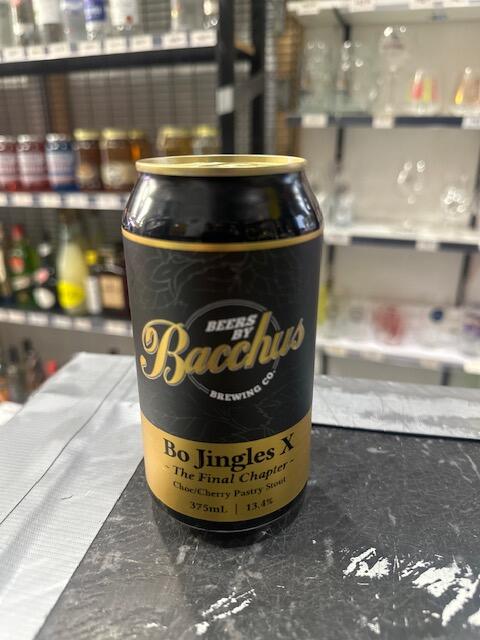 BEERS
BY
Bacchus
BREWING CO.
Bo Jingles X
- The Final Chapter -
Choc/Cherry Pastry Stout
375mL | 13.4%